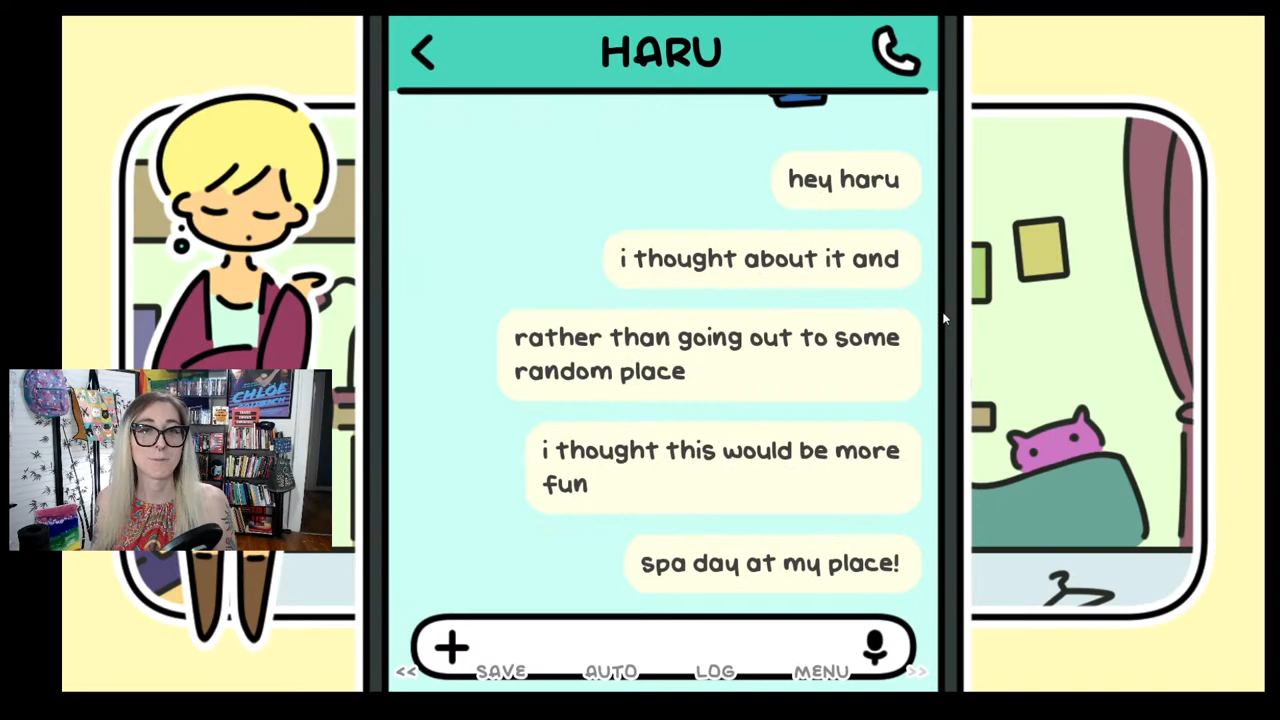 HARU
hey haru
i thought about it and
rather than going out to some
random place
i thought this would be more
fun
spa day at my place!
<< SAVE AUTO LOG MENU >>
CHLOE